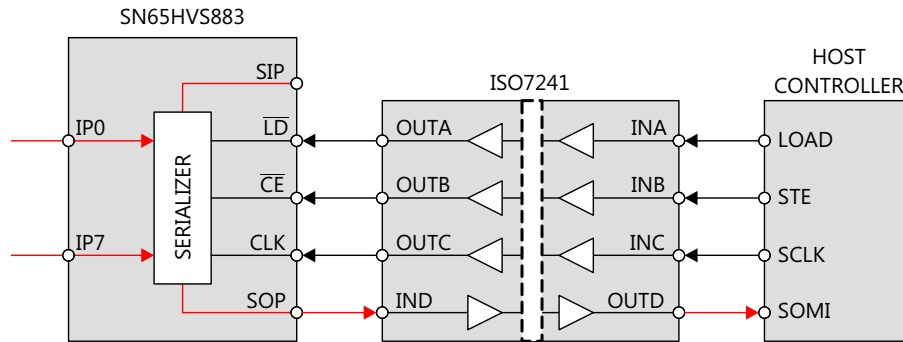 SN65HVS883
SIP
IP0
LD
CE
SERIALIZER
IP7
CLK
SOP
ISO7241
OUTA
INA
OUTB
INB
OUTC
INC
IND
OUTD
HOST
CONTROLLER
LOAD
STE
SCLK
SOMI